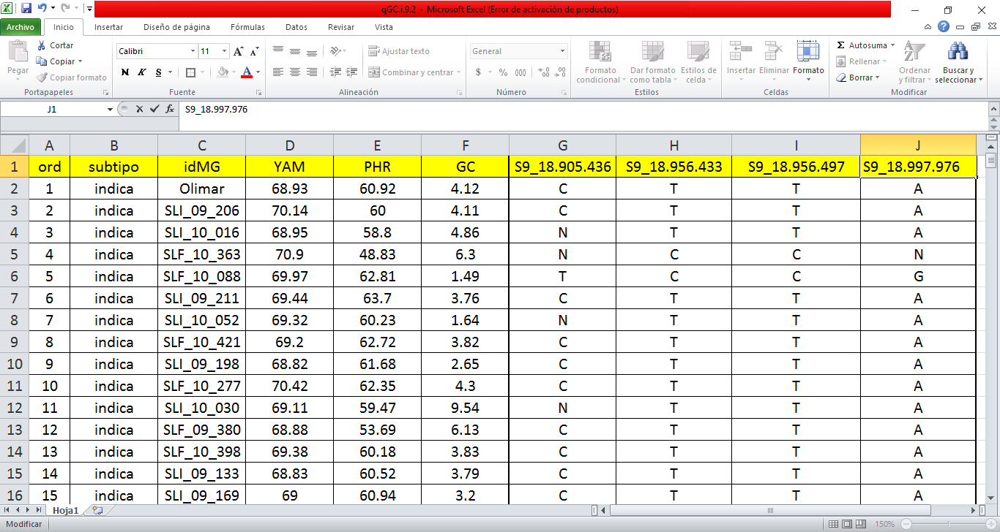 qGC.i.9.2 - Microsoft Excel (Error de activación de productos)
Archivo Inicio Insertar Diseño de página Fórmulas Datos Revisar Vista
Pegar
Cortar
Copiar
Copiar formato
Portapapeles
Calibri 11
N K S
Fuente
Ajustar texto
Combinar y centrar
Alineación
General
$ % 000
Número
Formato condicional
Dar formato como tabla
Estilos de celda
Estilos
Insertar Eliminar Formato
Celdas
Autosuma
Rellenar
Borrar
Ordenar y filtrar
Buscar y seleccionar
Modificar
J1 fx S9_18.997.976
A B C D E F G H I J
1 ord subtipo idMG YAM PHR GC S9_18.905.436 S9_18.956.433 S9_18.956.497 S9_18.997.976
2 1 indica Olimar 68.93 60.92 4.12 C T T A
3 2 indica SLI_09_206 70.14 60 4.11 C T T A
4 3 indica SLI_10_016 68.95 58.8 4.86 N T T A
5 4 indica SLF_10_363 70.9 48.83 6.3 N C C N
6 5 indica SLF_10_088 69.97 62.81 1.49 T C C G
7 6 indica SLI_09_211 69.44 63.7 3.76 C T T A
8 7 indica SLI_10_052 69.32 60.23 1.64 N T T A
9 8 indica SLF_10_421 69.2 62.72 3.82 C T T A
10 9 indica SLI_09_198 68.82 61.68 2.65 C T T A
11 10 indica SLF_10_277 70.42 62.35 4.3 C T T A
12 11 indica SLI_10_030 69.11 59.47 9.54 N T T A
13 12 indica SLF_09_380 68.88 53.69 6.13 C T T A
14 13 indica SLF_10_398 69.38 60.18 3.83 C T T A
15 14 indica SLI_09_133 68.83 60.52 3.79 C T T A
16 15 indica SLI_09_169 69 60.94 3.2 C T T A
Hoja1
Modificar 150%